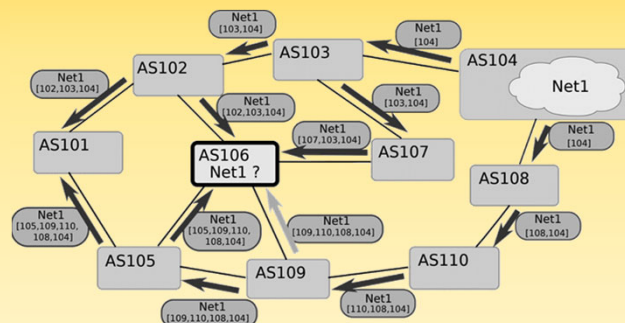 Net1
[103,104]
AS103
Net1
[104]
AS104
Net1
AS102
Net1
[102,103,104]
Net1
[102,103,104]
Net1
[103,104]
Net1
[104]
AS101
AS106
Net1 ?
Net1
[107,103,104]
AS107
AS108
Net1
[105,109,110,
108,104]
Net1
[105,109,110,
108,104]
Net1
[109,110,108,104]
Net1
[108,104]
AS105
AS109
AS110
Net1
[109,110,108,104]
Net1
[110,108,104]